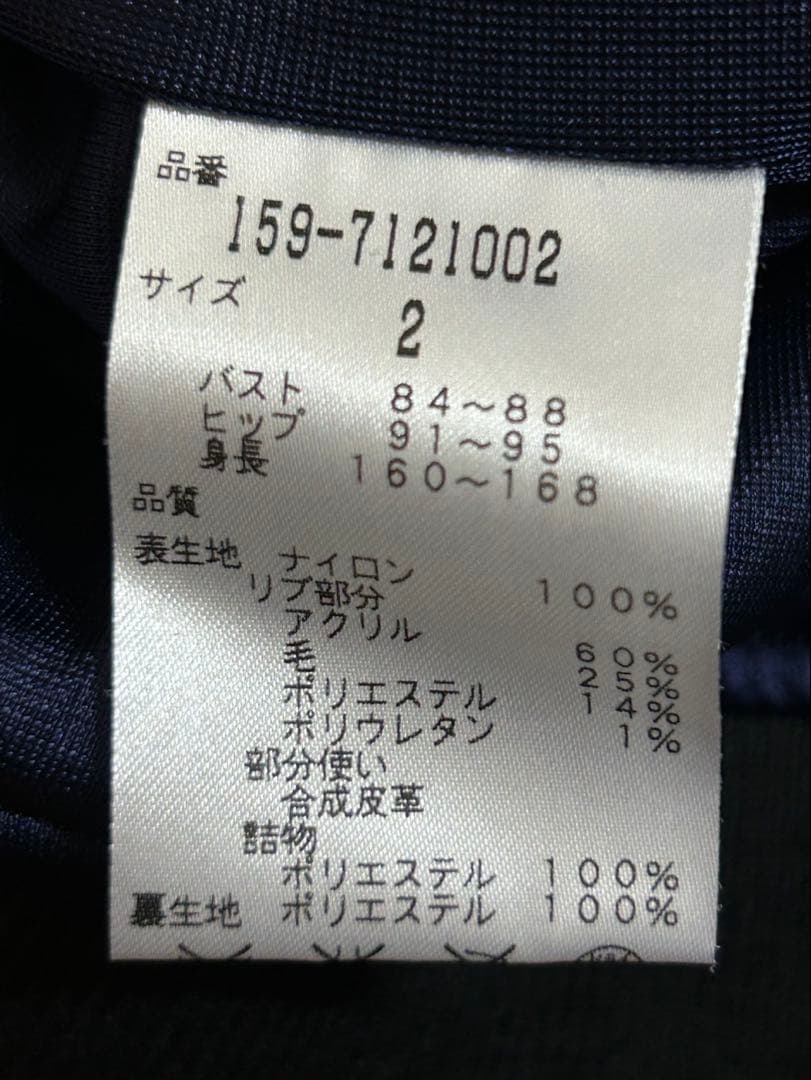 品番
159-7121002
サイズ
2
バスト 84～88
ヒップ 91～95
身長 160～168
品質
表生地 ナイロン 100%
リブ部分
アクリル 60%
毛 25%
ポリエステル 14%
ポリウレタン 1%
部分使い
合成皮革
詰物
ポリエステル 100%
裏生地 ポリエステル 100%